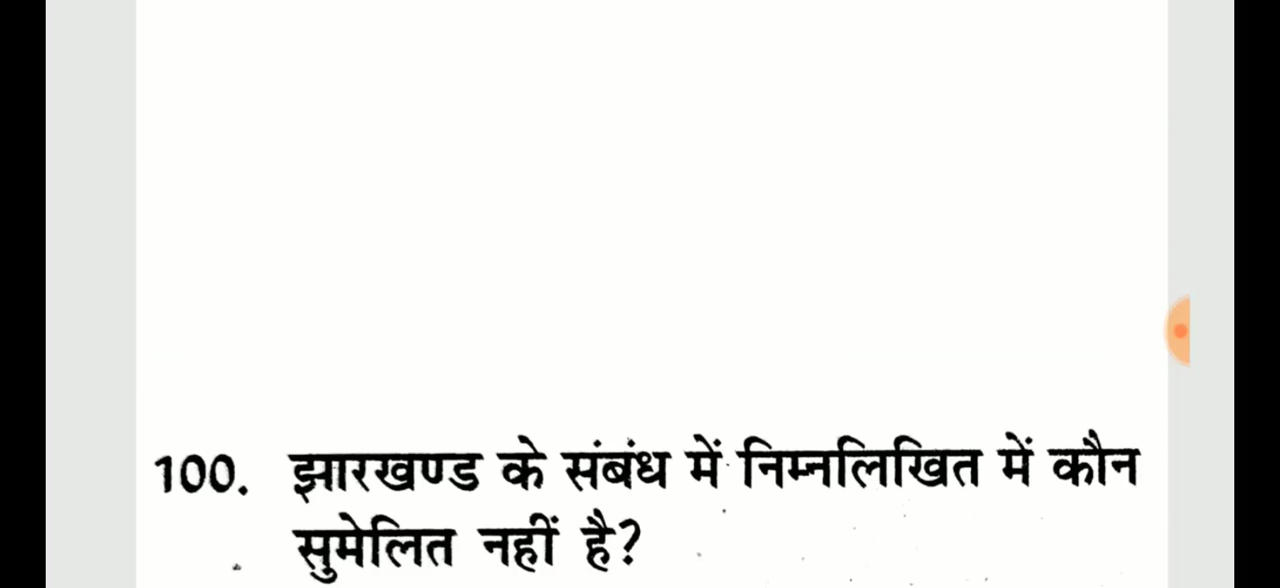 100. झारखण्ड के संबंध में निम्नलिखित में कौन
सुमेलित नहीं है?